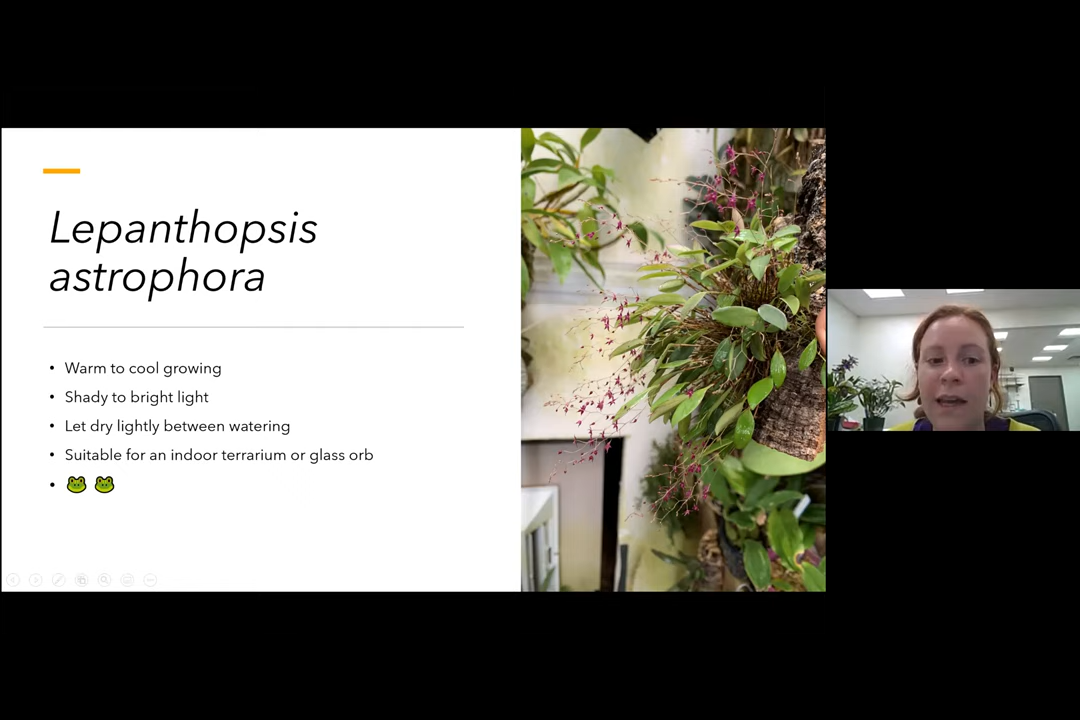 Lepanthopsis
astrophora
• Warm to cool growing
• Shady to bright light
• Let dry lightly between watering
• Suitable for an indoor terrarium or glass orb
• 🐸 🐸